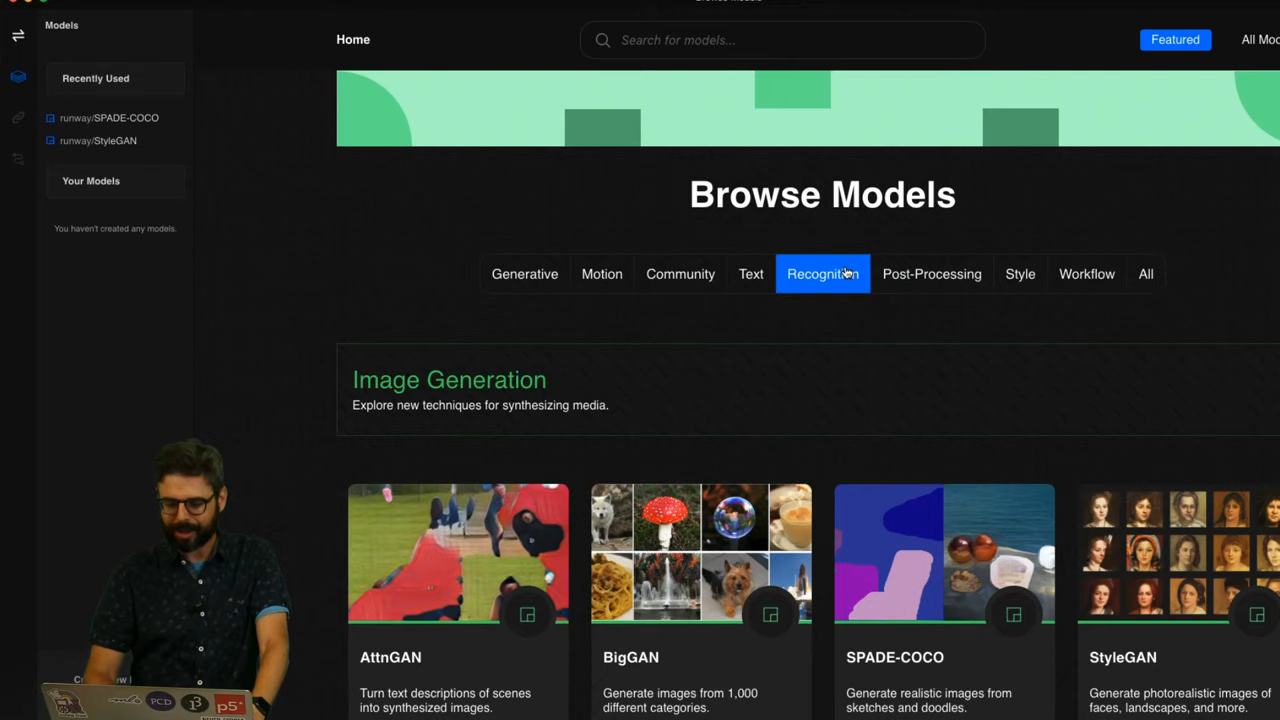 Models
Home
Search for models...
Featured
Recently Used
runway/SPADE-COCO
runway/StyleGAN
Your Models
You haven't created any models.
Browse Models
Generative
Motion
Community
Text
Recognition
Post-Processing
Style
Workflow
All
Image Generation
Explore new techniques for synthesizing media.
AttnGAN
Turn text descriptions of scenes
into synthesized images.
BigGAN
Generate images from 1,000
different categories.
SPADE-COCO
Generate realistic images from
sketches and doodles.
StyleGAN
Generate photorealistic images of
faces, landscapes, and more.
PCD
p5*